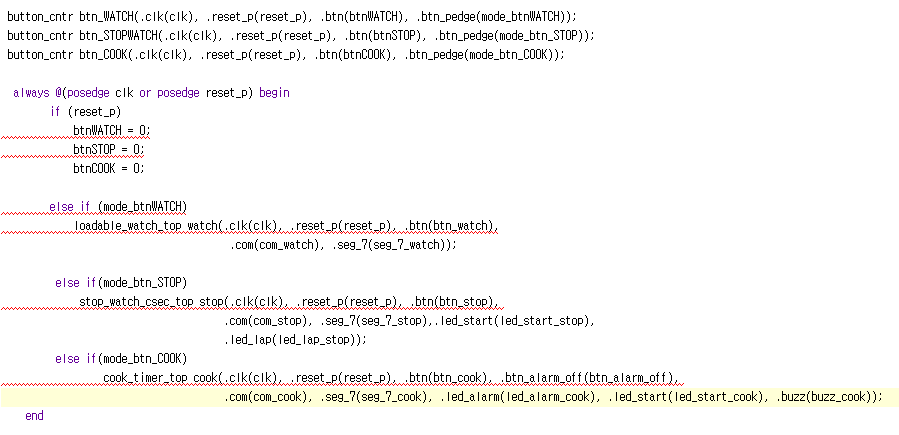 button_cntr btn_WATCH(.clk(clk), .reset_p(reset_p), .btn(btnWATCH), .btn_pedge(mode_btnWATCH));
button_cntr btn_STOPWATCH(.clk(clk), .reset_p(reset_p), .btn(btnSTOP), .btn_pedge(mode_btn_STOP));
button_cntr btn_COOK(.clk(clk), .reset_p(reset_p), .btn(btnCOOK), .btn_pedge(mode_btn_COOK));
always @(posedge clk or posedge reset_p) begin
if (reset_p)
btnWATCH = 0;
btnSTOP = 0;
btnCOOK = 0;
else if (mode_btnWATCH)
loadable_watch_top watch(.clk(clk), .reset_p(reset_p), .btn(btn_watch),
.com(com_watch), .seg_7(seg_7_watch));
else if(mode_btn_STOP)
stop_watch_csec_top stop(.clk(clk), .reset_p(reset_p), .btn(btn_stop),
.com(com_stop), .seg_7(seg_7_stop),.led_start(led_start_stop),
.led_lap(led_lap_stop));
else if(mode_btn_COOK)
cook_timer_top cook(.clk(clk), .reset_p(reset_p), .btn(btn_cook), .btn_alarm_off(btn_alarm_off),
.com(com_cook), .seg_7(seg_7_cook), .led_alarm(led_alarm_cook), .led_start(led_start_cook), .buzz(buzz_cook));
end